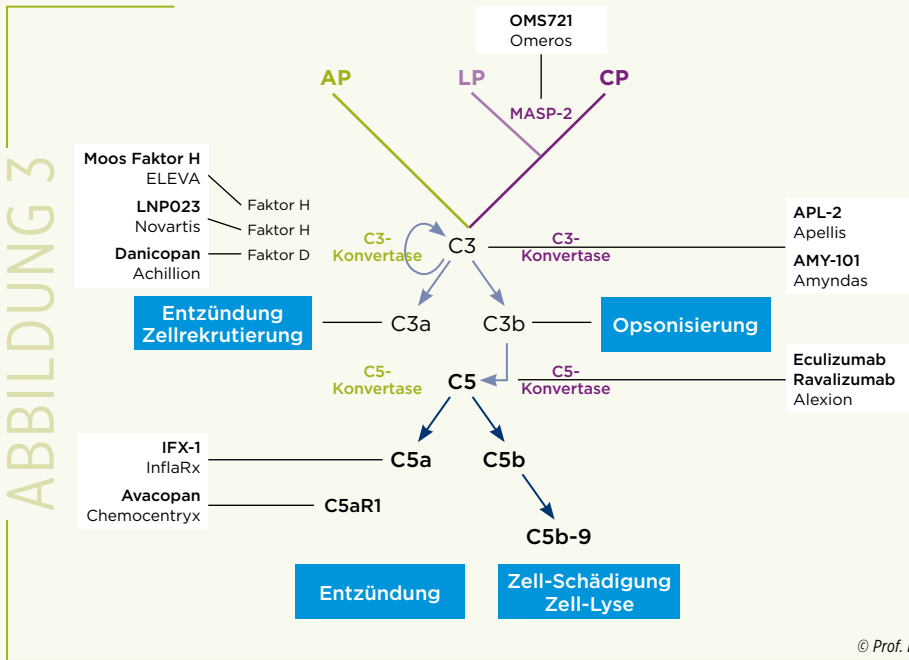 ABBILDUNG 3
OMS721
Omeros
AP
LP
CP
MASP-2
Moos Faktor H
ELEVA
LNP023
Novartis
Danicopan
Achillion
Faktor H
Faktor H
Faktor D
C3-
Konvertase
C3
C3-
Konvertase
APL-2
Apellis
AMY-101
Amyndas
Entzündung
Zellrekrutierung
C3a
C3b
Opsonisierung
C5-
Konvertase
C5
C5-
Konvertase
Eculizumab
Ravalizumab
Alexion
IFX-1
InflaRx
Avacopan
Chemocentryx
C5a
C5b
C5aR1
C5b-9
Entzündung
Zell-Schädigung
Zell-Lyse
© Prof.